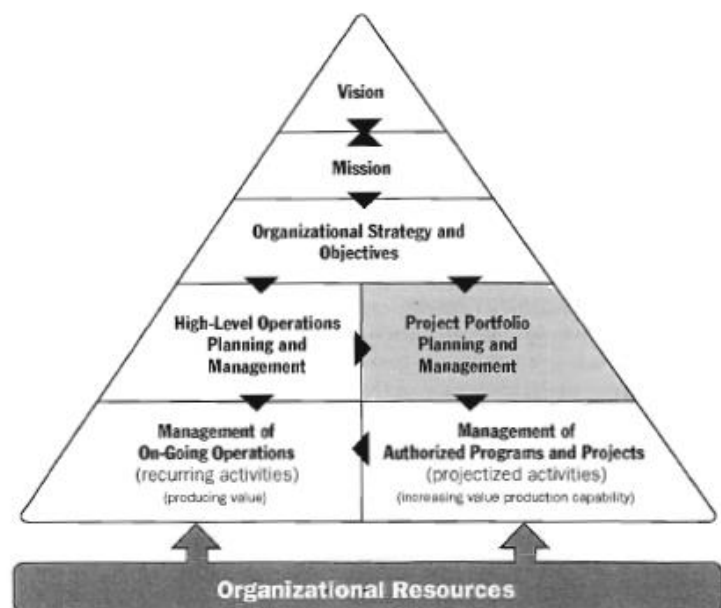 Vision
Mission
Organizational Strategy and
Objectives
High-Level Operations
Planning and
Management
Project Portfolio
Planning and
Management
Management of
On-Going Operations
(recurring activities)
(producing value)
Management of
Authorized Programs and Projects
(projectized activities)
(increasing value production capability)
Organizational Resources